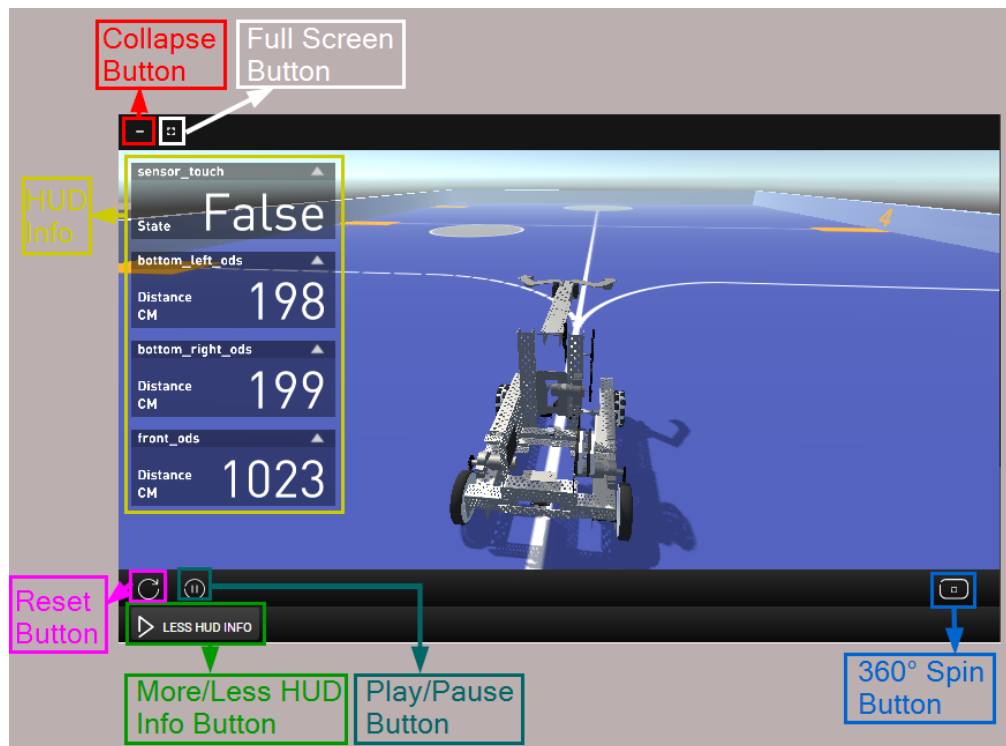 Collapse
Button
Full Screen
Button
HUD
Info
sensor_touch
State False
bottom_left_ods
Distance
CM
198
bottom_right_ods
Distance
CM
199
front_ods
Distance
CM
1023
4
Reset
Button
LESS HUD INFO
More/Less HUD
Info Button
Play/Pause
Button
360° Spin
Button